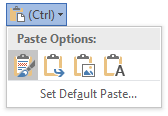 (Ctrl)
Paste Options:
A
Set Default Paste...